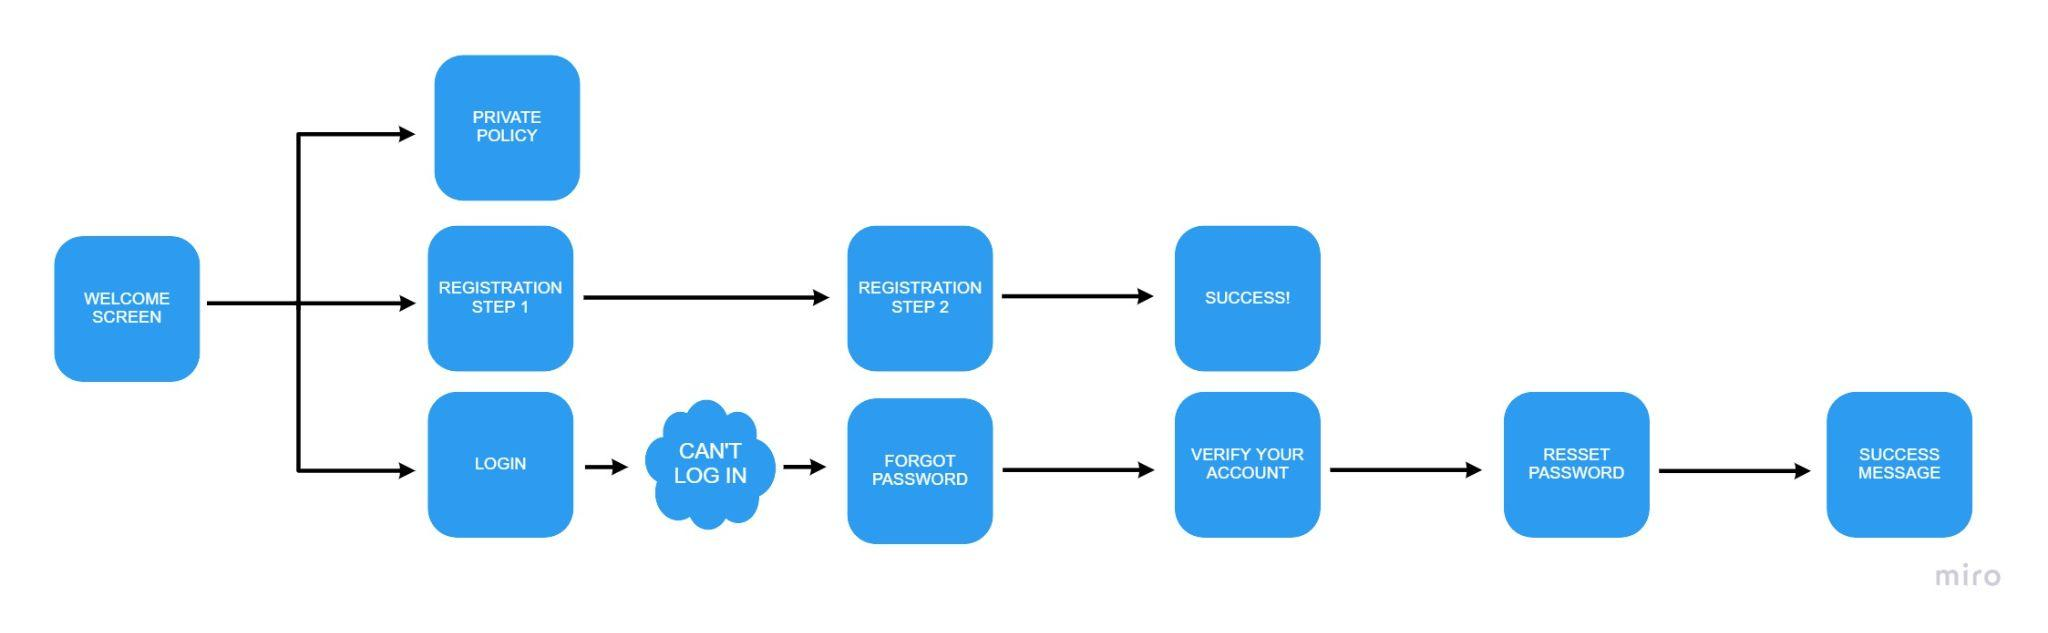 PRIVATE
POLICY
WELCOME
SCREEN
REGISTRATION
STEP 1
REGISTRATION
STEP 2
SUCCESS!
LOGIN
CAN'T
LOG IN
FORGOT
PASSWORD
VERIFY YOUR
ACCOUNT
RESSET
PASSWORD
SUCCESS
MESSAGE
miro